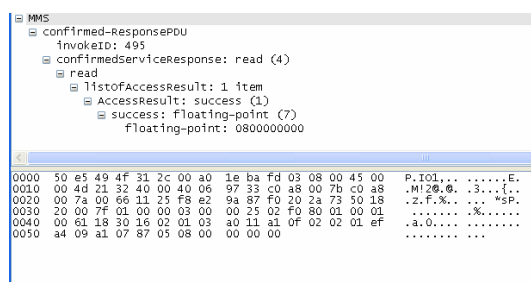 MMS
confirmed-ResponsePDU
invokeID: 495
confirmedServiceResponse: read (4)
read
listOfAccessResult: 1 item
AccessResult: success (1)
success: floating-point (7)
floating-point: 0800000000
0000 50 e5 49 4f 31 2c 00 a0 1e ba fd 03 08 00 45 00 P.IO1,.. ......E.
0010 00 4d 21 32 40 00 40 06 97 33 c0 a8 00 7b c0 a8 .M!2@.@. .3...{..
0020 00 7a 00 66 11 25 f8 e2 9a 87 f0 20 2a 73 50 18 .z.f.%.. ... *sP.
0030 20 00 7f 01 00 00 03 00 00 25 02 f0 80 01 00 01 ....... .%......
0040 00 61 18 30 16 02 01 03 a0 11 a1 0f 02 02 01 ef .a.0.... ........
0050 a4 09 a1 07 87 05 08 00 00 00 00 ........ ...